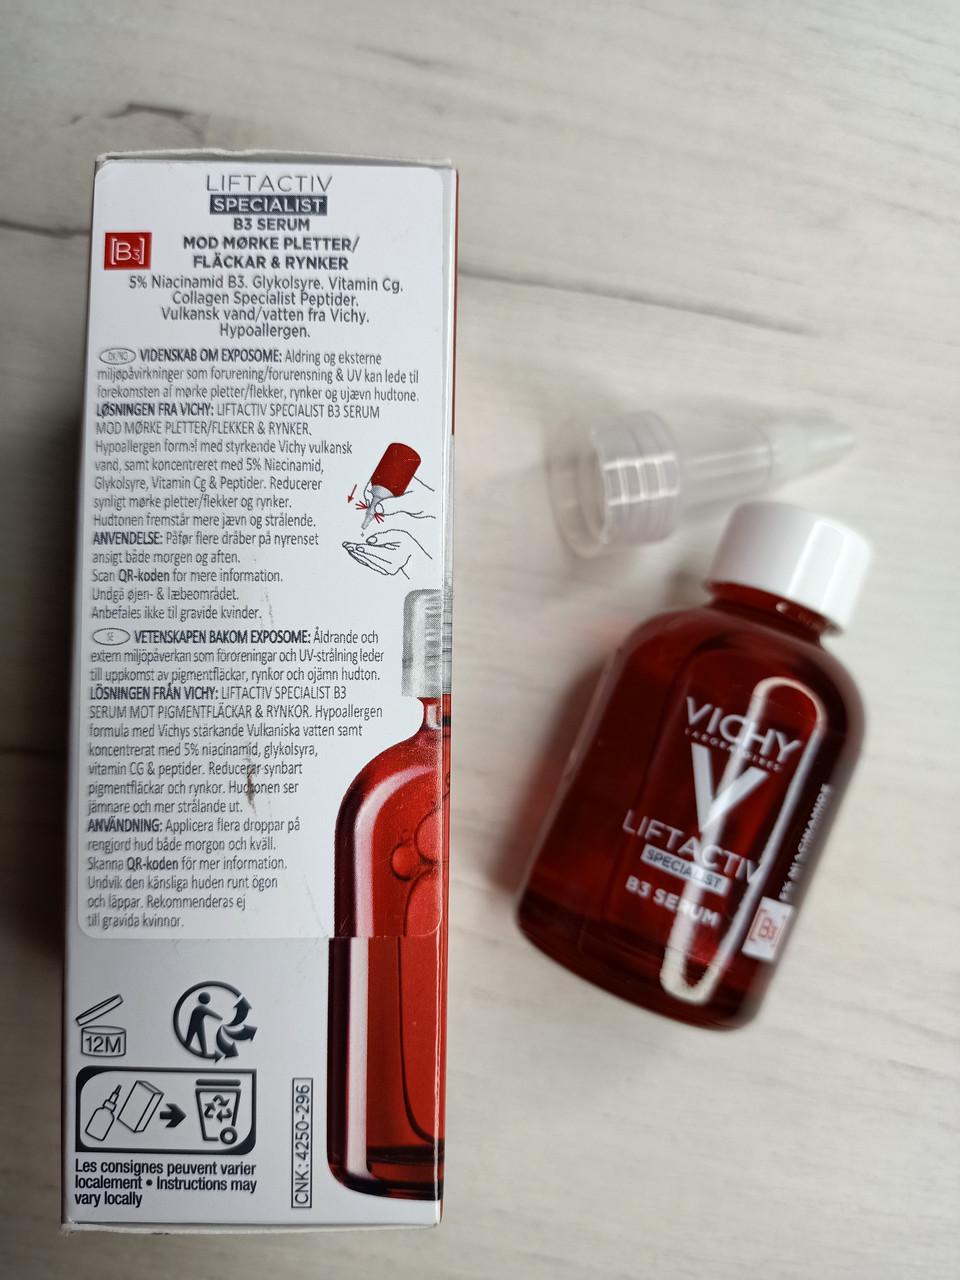 LIFTACTIV
SPECIALIST
B3 SERUM
[B3]
MOD MØRKE PLETTER/
FLÄCKAR & RYNKER
5% Niacinamid B3. Glykolsyre. Vitamin Cg.
Collagen Specialist Peptider.
Vulkansk vand/vatten fra Vichy.
Hypoallergen.
DK/NO VIDENSKAB OM EXPOSOME: Aldring og eksterne
miljøpåvirkninger som forurening/forurensning & UV kan lede til
forekomsten af mørke pletter/flekker, rynker og ujævn hudtone.
LØSNINGEN FRA VICHY: LIFTACTIV SPECIALIST B3 SERUM
MOD MØRKE PLETTER/FLEKKER & RYNKER.
Hypoallergen formel med styrkende Vichy vulkansk
vand, samt koncentreret med 5% Niacinamid,
Glykolsyre, Vitamin Cg & Peptider. Reducerer
synligt mørke pletter/flekker og rynker.
Hudtonen fremstår mere jævn og strålende.
ANVENDELSE: Påfør flere dråber på nyrenset
ansigt både morgen og aften.
Scan QR-koden for mere information.
Undgå øjen- & læbeområdet.
Anbefales ikke til gravide kvinder.
SE VETENSKAPEN BAKOM EXPOSOME: Åldrande och
extern miljöpåverkan som föroreningar och UV-strålning leder
till uppkomst av pigmentfläckar, rynkor och ojämn hudton.
LÖSNINGEN FRÅN VICHY: LIFTACTIV SPECIALIST B3
SERUM MOT PIGMENTFLÄCKAR & RYNKOR. Hypoallergen
formula med Vichys stärkande Vulkaniska vatten samt
koncentrerat med 5% niacinamid, glykolsyra,
vitamin CG & peptider. Reducerar synbart
pigmentfläckar och rynkor. Hudtonen ser
jämnare och mer strålande ut.
ANVÄNDNING: Applicera flera droppar på
rengjord hud både morgon och kväll.
Skanna QR-koden för mer information.
Undvik den känsliga huden runt ögon
och läppar. Rekommenderas ej
till gravida kvinnor.
12M
Les consignes peuvent varier
localement • Instructions may
vary locally
CNK: 4250-296
VICHY
LABORATOIRES
V
LIFTACTIV
SPECIALIST
B3 SERUM
5% NIACINAMIDE
[B3]